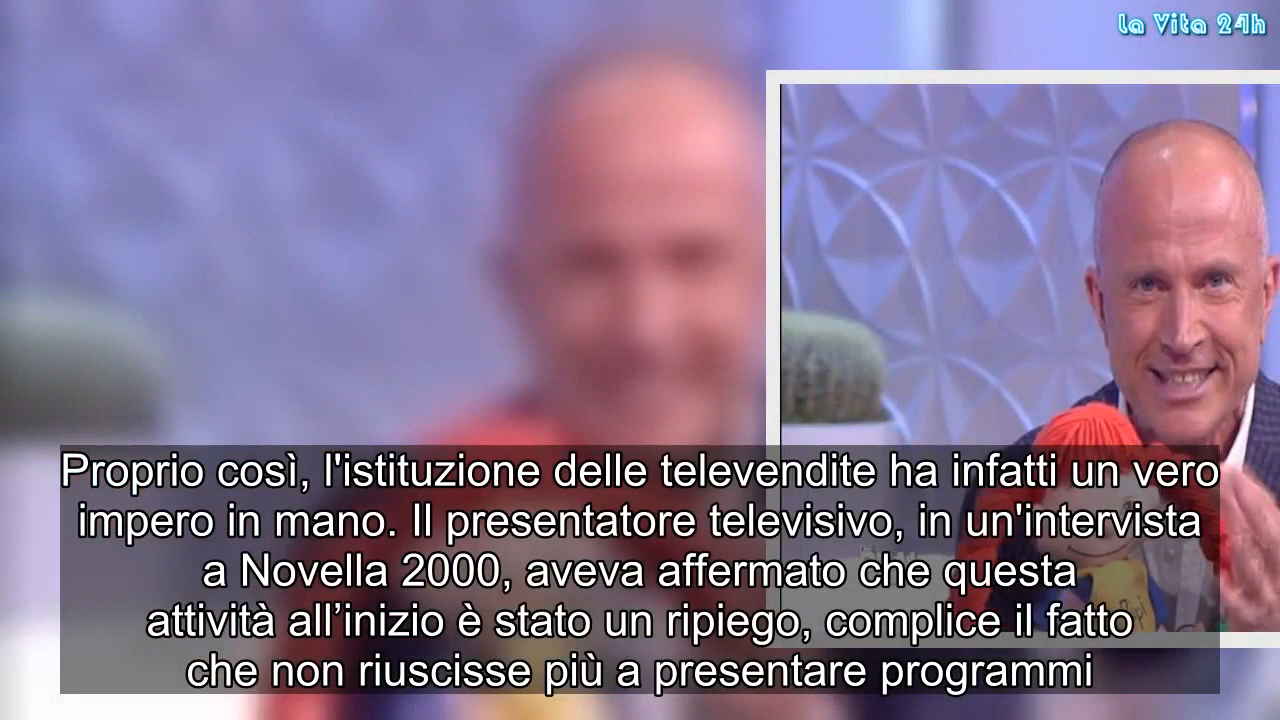 La Vita 24h
Proprio così, l'istituzione delle televendite ha infatti un vero
impero in mano. Il presentatore televisivo, in un'intervista
a Novella 2000, aveva affermato che questa
attività all’inizio è stato un ripiego, complice il fatto
che non riuscisse più a presentare programmi